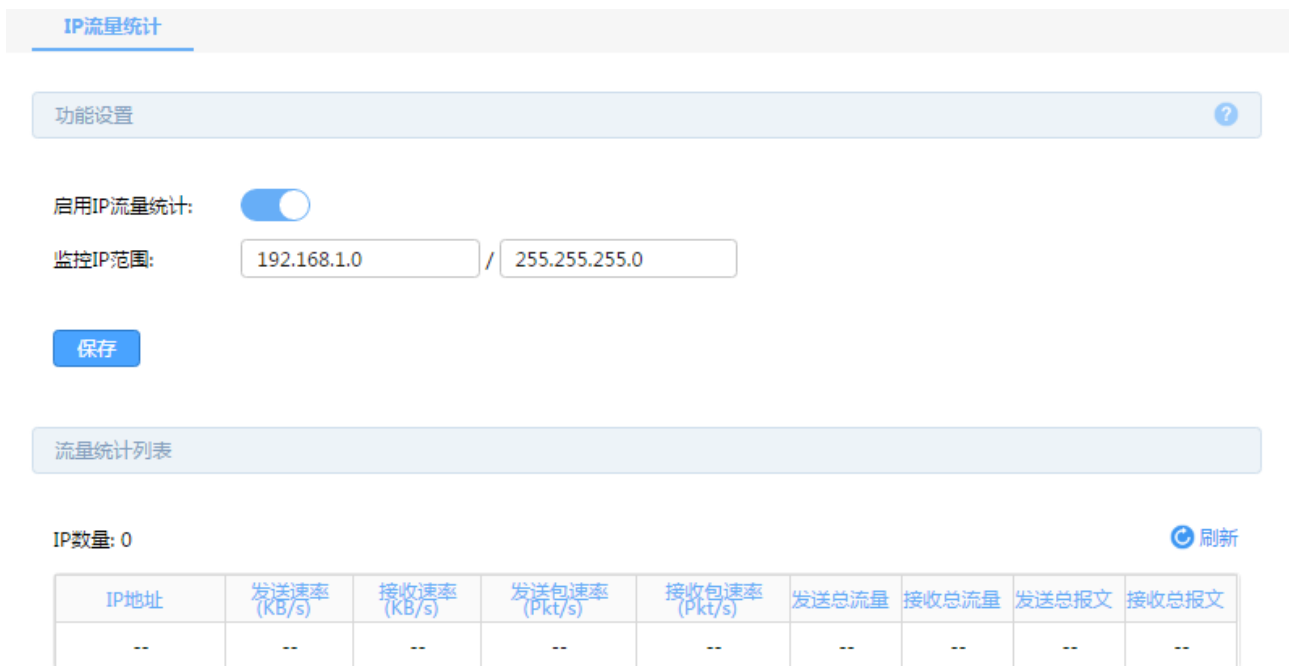 IP流量统计
功能设置
?
启用IP流量统计:
监控IP范围: 192.168.1.0 / 255.255.255.0
保存
流量统计列表
IP数量: 0 刷新
IP地址 发送速率(KB/s) 接收速率(KB/s) 发送包速率(Pkt/s) 接收包速率(Pkt/s) 发送总流量 接收总流量 发送总报文 接收总报文
-- -- -- -- -- -- -- -- --